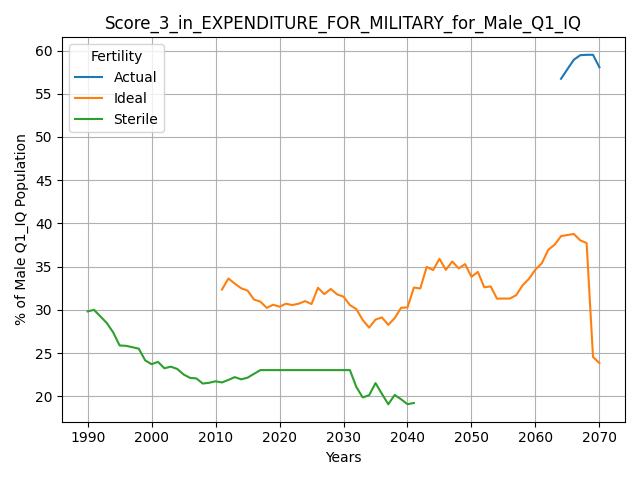 Score_3_in_EXPENDITURE_FOR_MILITARY_for_Male_Q1_IQ
Fertility
Actual
Ideal
Sterile
% of Male Q1_IQ Population
60
55
50
45
40
35
30
25
20
1990
2000
2010
2020
2030
2040
2050
2060
2070
Years